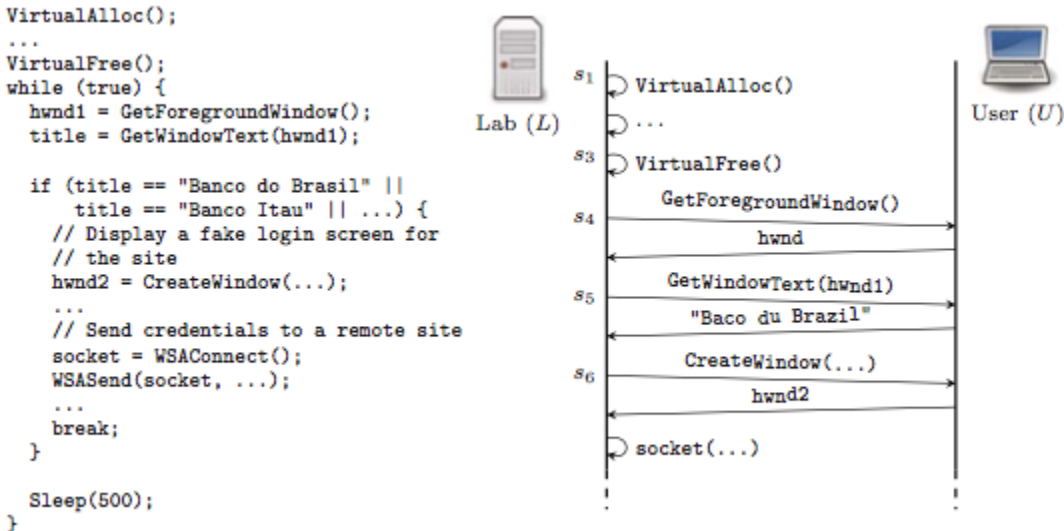 VirtualAlloc();
...
VirtualFree();
while (true) {
hwnd1 = GetForegroundWindow();
title = GetWindowText(hwnd1);
if (title == "Banco do Brasil" ||
title == "Banco Itau" || ...) {
// Display a fake login screen for
// the site
hwnd2 = CreateWindow(...);
...
// Send credentials to a remote site
socket = WSAConnect();
WSASend(socket, ...);
...
break;
}
Sleep(500);
}
Lab (L)
User (U)
s1 VirtualAlloc()
...
s3 VirtualFree()
GetForegroundWindow()
s4
hwnd
GetWindowText(hwnd1)
s5
"Baco du Brazil"
CreateWindow(...)
s6
hwnd2
socket(...)